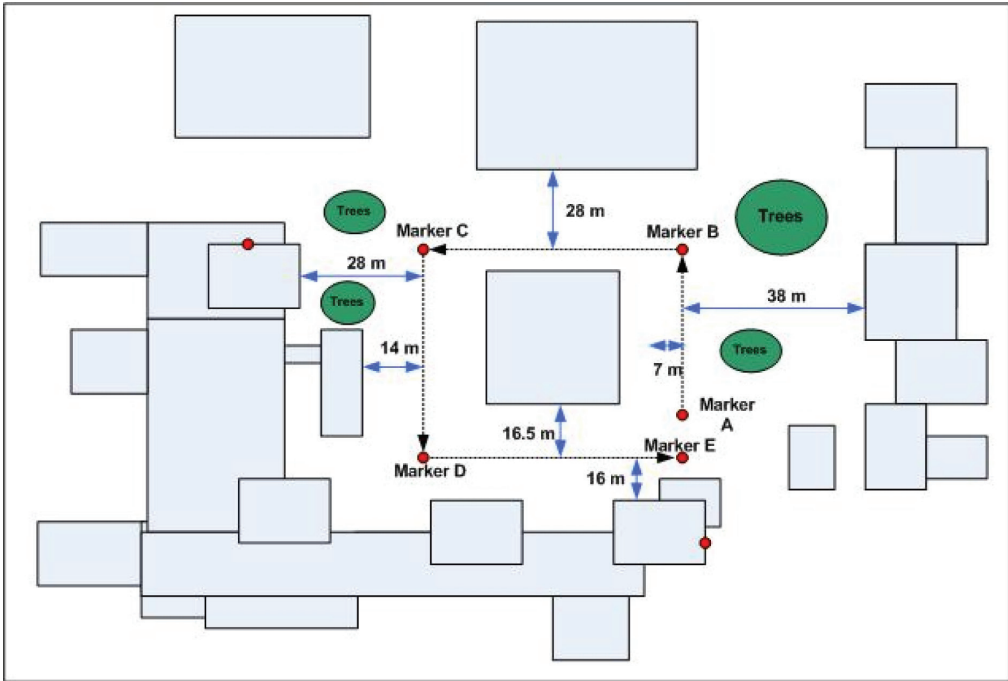 Trees
Trees
28 m
Marker C
Marker B
28 m
Trees
38 m
14 m
Trees
7 m
Marker
A
16.5 m
Marker E
Marker D
16 m